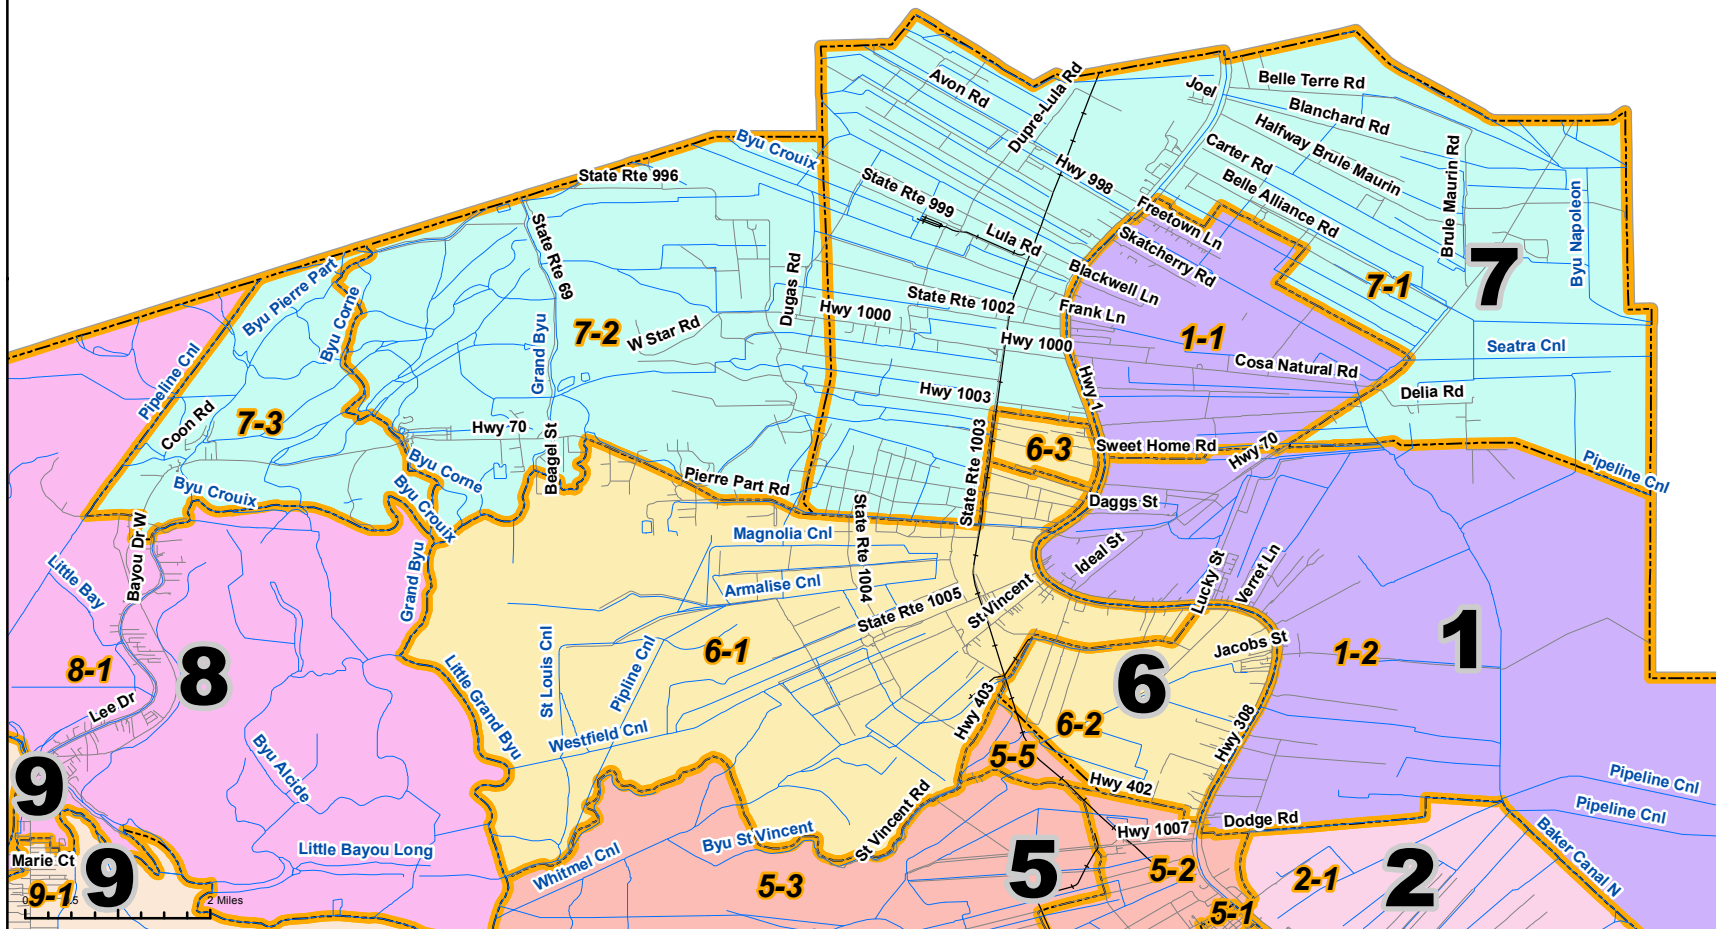 Avon Rd
Dupre-Lula Rd
Joel
Belle Terre Rd
Blanchard Rd
Halfway Brule Maurin
Carter Rd
Belle Alliance Rd
Brule Maurin Rd
Byu Napoleon
Byu Crouix
State Rte 996
Hwy 998
State Rte 999
Lula Rd
Freetown Ln
Skatcherry Rd
Blackwell Ln
Frank Ln
State Rte 69
Dugas Rd
Hwy 1000
State Rte 1002
Hwy 1000
7
7-1
1-1
Seatra Cnl
Cosa Natural Rd
Delia Rd
Byu Pierre Part
Byu Corne
Pipeline Cnl
Grand Byu
7-2
W Star Rd
Coon Rd
7-3
Hwy 1003
Hwy 1
Hwy 70
Beagel St
State Rte 1003
6-3
Sweet Home Rd
Hwy 70
Pipeline Cnl
Byu Corne
Byu Crouix
Byu Crouix
Pierre Part Rd
Daggs St
Bayou Dr W
Magnolia Cnl
State Rte 1004
Ideal St
Lucky St
Verret Ln
Little Bay
Grand Byu
Armalise Cnl
State Rte 1005
St Vincent
8-1
8
St Louis Cnl
Pipline Cnl
6-1
Jacobs St
1-2
1
Little Grand Byu
6
Lee Dr
Westfield Cnl
Hwy 403
6-2
Hwy 308
5-5
Byu Alcide
9
Hwy 402
Pipeline Cnl
Pipeline Cnl
St Vincent Rd
Hwy 1007
Dodge Rd
Baker Canal N
Little Bayou Long
Byu St Vincent
Whitmel Cnl
Marie Ct
9
9-1
5-3
5
5-2
2-1
2
5-1
0
2 Miles